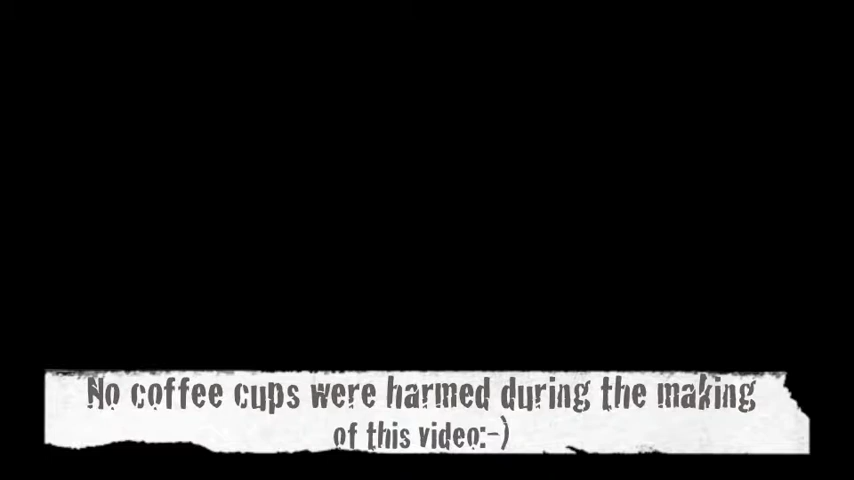 No coffee cups were harmed during the making
of this video:-)